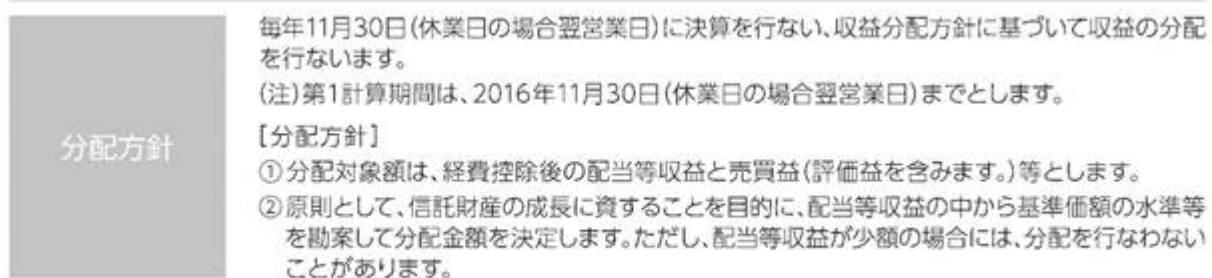 分配方針
毎年11月30日(休業日の場合翌営業日)に決算を行ない、収益分配方針に基づいて収益の分配
を行ないます。
(注)第1計算期間は、2016年11月30日(休業日の場合翌営業日)までとします。
[分配方針]
①分配対象額は、経費控除後の配当等収益と売買益(評価益を含みます。)等とします。
②原則として、信託財産の成長に資することを目的に、配当等収益の中から基準価額の水準等
を勘案して分配金額を決定します。ただし、配当等収益が少額の場合には、分配を行なわない
ことがあります。